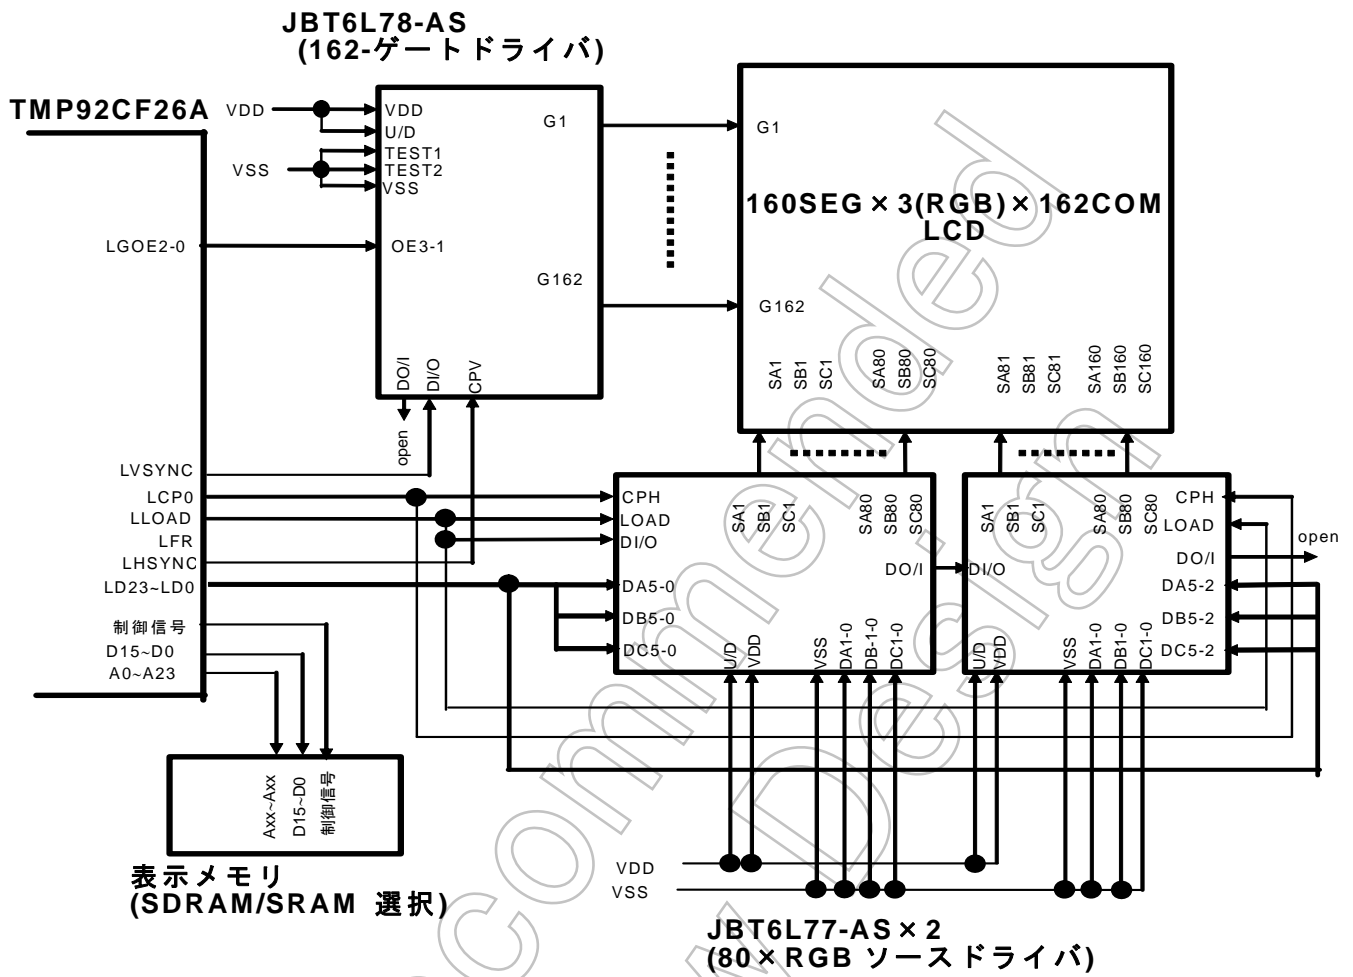 JBT6L78-AS
(162-ゲートドライバ)
TMP92CF26A
VDD
VSS
VDD
U/D
TEST1
TEST2
VSS
OE3-1
G1
G162
DO/I
DI/O
CPV
open
G1
160SEG×3(RGB)×162COM
LCD
G162
SA1
SB1
SC1
SA80
SB80
SC80
SA81
SB81
SC81
SA160
SB160
SC160
LGOE2-0
LVSYNC
LCP0
LLOAD
LFR
LHSYNC
LD23~LD0
制御信号
D15~D0
A0~A23
CPH
LOAD
DI/O
DA5-0
DB5-0
DC5-0
SA1
SB1
SC1
SA80
SB80
SC80
DO/I
U/D
VDD
VSS
DA1-0
DB-1-0
DC1-0
DI/O
SA1
SB1
SC1
SA80
SB80
SC80
CPH
LOAD
DO/I
open
DA5-2
DB5-2
DC5-2
U/D
VDD
VSS
DA1-0
DB1-0
DC1-0
Axx~Axx
D15~D0
制御信号
表示メモリ
(SDRAM/SRAM 選択)
VDD
VSS
JBT6L77-AS×2
(80×RGB ソースドライバ)
commended
w Design